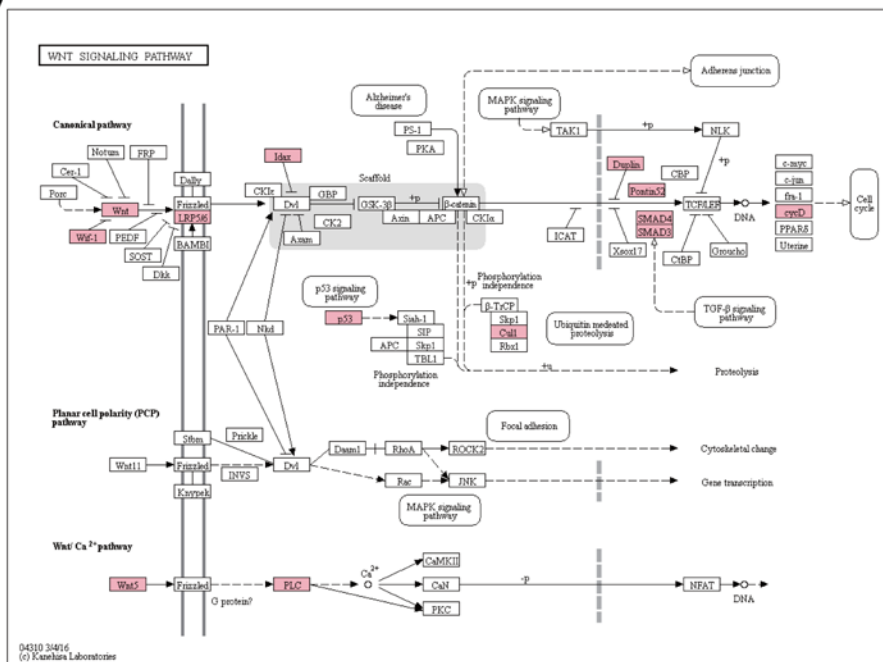 WNT SIGNALING PATHWAY
Adherens junction
Alzheimer's
disease
MAPK signaling
pathway
PS-1
PKA
TAK1
+p
NLK
Canonical pathway
Notum
FRP
Cer-1
Porc
Dally
Wnt
Frizzled
LRP5/6
Wif-1
PEDF
BAMBI
SOST
Dkk
Idax
CKIε
Scaffold
Dvl
GBP
GSK-3β
+p
β-catenin
Axin
APC
CKIα
CK2
Axam
Duplin
CBP
+p
Pontin52
SMAD4
SMAD3
TCF/LEF
DNA
ICAT
Xsox17
CtBP
Groucho
c-myc
c-jun
fra-1
cycD
PPARδ
Uterine
Cell
cycle
p53 signaling
pathway
p53
Siah-1
SIP
APC
Skp1
TBL1
Phosphorylation
independence
+p
Phosphorylation
independence
β-TrCP
Skp1
Cul1
Rbx1
Ubiquitin mediated
proteolysis
TGF-β signaling
pathway
+u
Proteolysis
PAR-1
Nkd
Planar cell polarity (PCP)
pathway
Stbm
Prickle
Wnt11
Frizzled
INVS
Knypek
Dvl
Daam1
RhoA
ROCK2
Focal adhesion
Cytoskeletal change
Rac
JNK
Gene transcription
MAPK signaling
pathway
Wnt/ Ca2+ pathway
Wnt5
Frizzled
G protein?
PLC
Ca2+
CaMKII
CaN
PKC
-p
NFAT
DNA
04310 3/4/16
(c) Kanehisa Laboratories